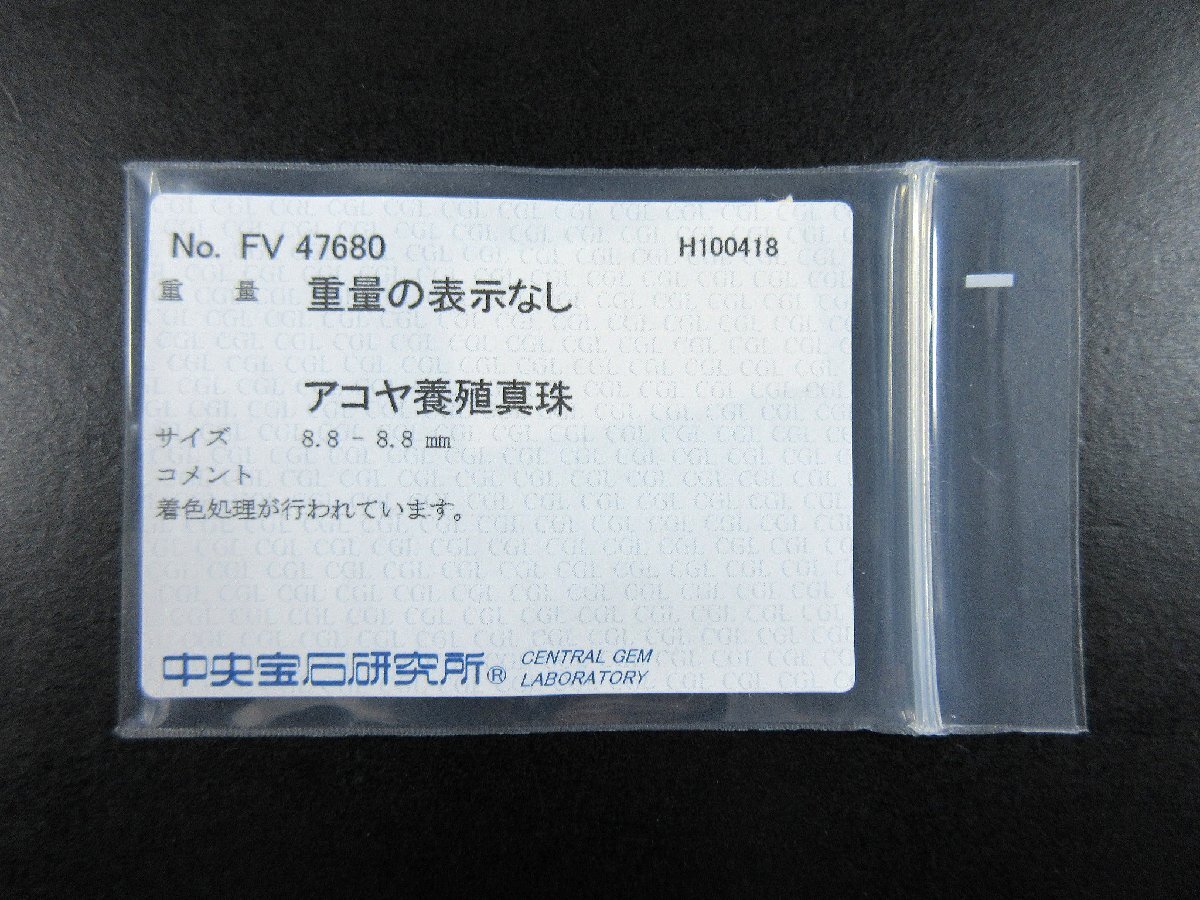 No. FV 47680 H100418
重 量 重量の表示なし
アコヤ養殖真珠
サイズ 8.8 - 8.8 mm
コメント
着色処理が行われています。
中央宝石研究所® CENTRAL GEM
LABORATORY